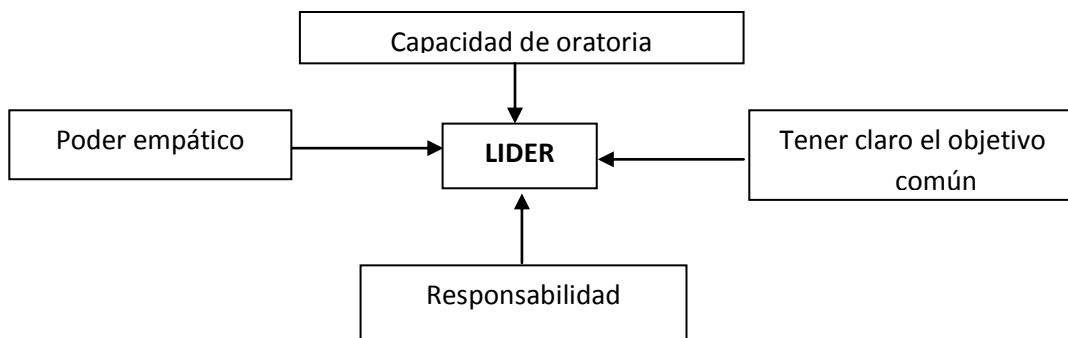 Capacidad de oratoria
Poder empático
LIDER
Tener claro el objetivo
común
Responsabilidad